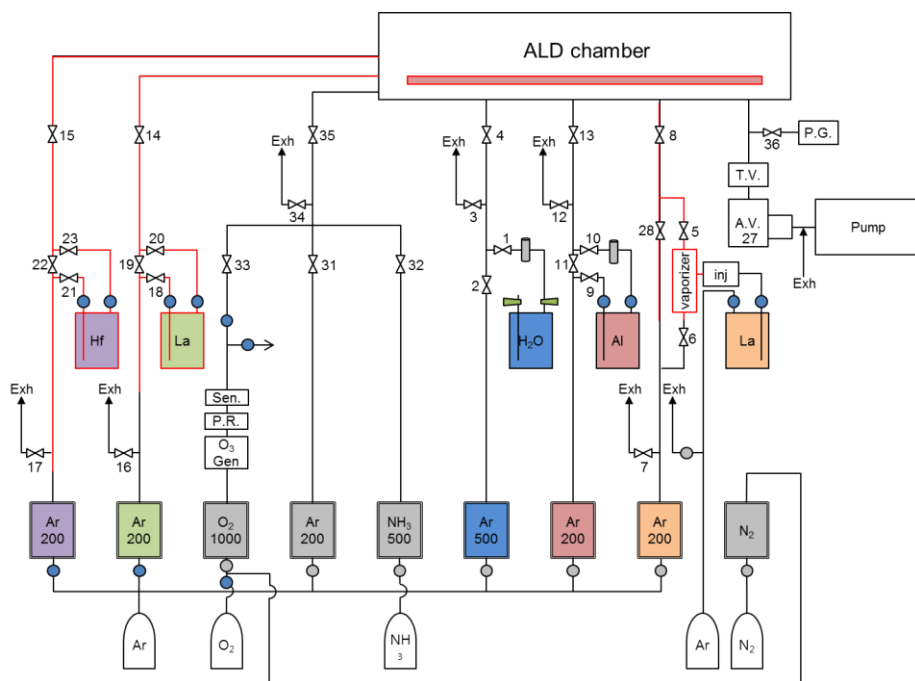 ALD chamber
15
14
35
4
13
8
36
P.G.
Exh
Exh
Exh
T.V.
34
3
12
A.V.
27
Pump
23
20
1
10
28
5
22
19
33
31
32
11
vaporizer
inj
Exh
21
18
2
9
6
Hf
La
H2O
Al
La
Exh
Exh
Sen.
Exh
Exh
P.R.
O3
Gen
17
16
7
Ar
200
Ar
200
O2
1000
Ar
200
NH3
500
Ar
500
Ar
200
Ar
200
N2
Ar
O2
NH
3
Ar
N2